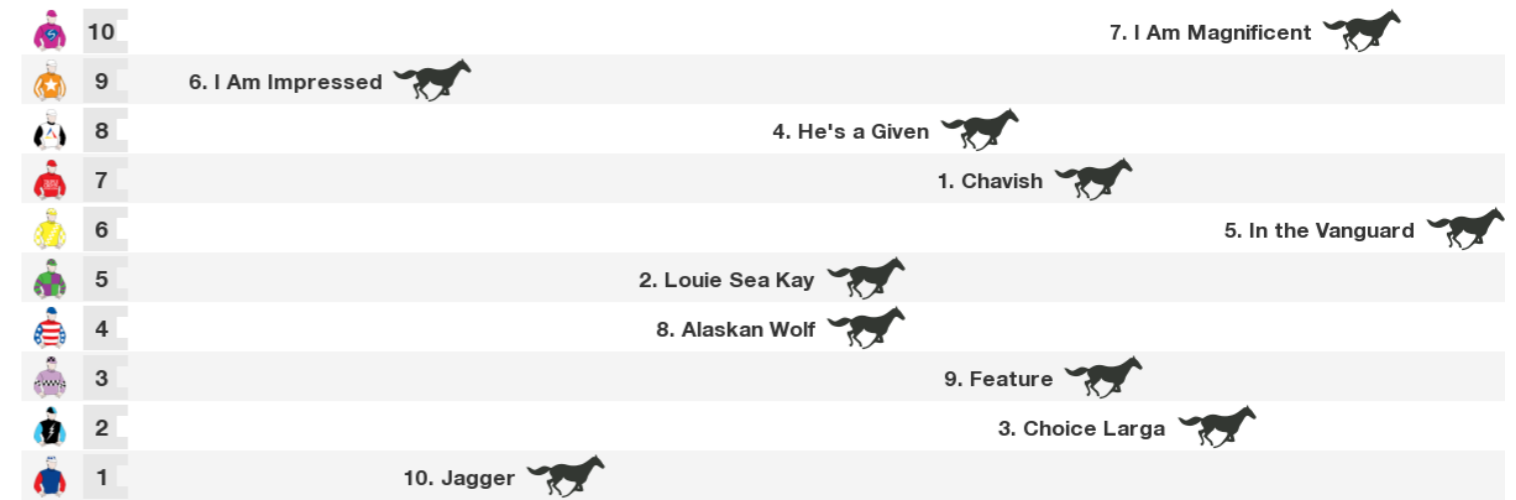 10 7. I Am Magnificent
9 6. I Am Impressed
8 4. He's a Given
7 1. Chavish
6 5. In the Vanguard
5 2. Louie Sea Kay
4 8. Alaskan Wolf
3 9. Feature
2 3. Choice Larga
1 10. Jagger